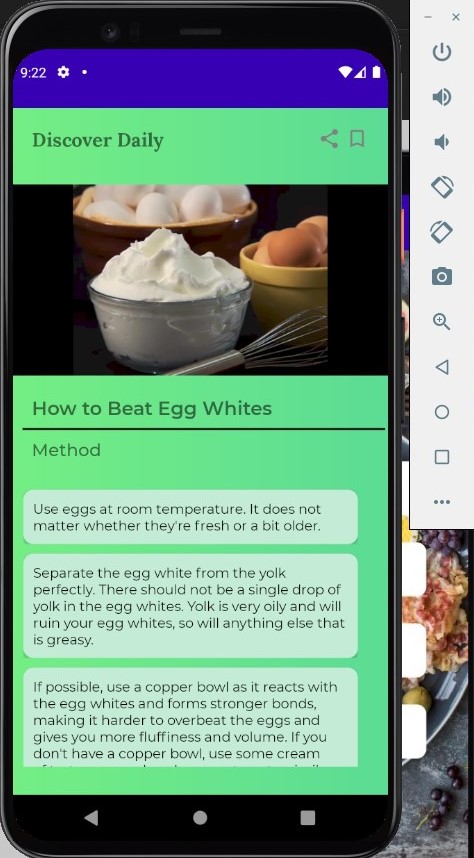 9:22
Discover Daily
How to Beat Egg Whites
Method
Use eggs at room temperature. It does not
matter whether they're fresh or a bit older.
Separate the egg white from the yolk
perfectly. There should not be a single drop of
yolk in the egg whites. Yolk is very oily and will
ruin your egg whites, so will anything else that
is greasy.
If possible, use a copper bowl as it reacts with
the egg whites and forms stronger bonds,
making it harder to overbeat the eggs and
gives you more fluffiness and volume. If you
don't have a copper bowl, use some cream